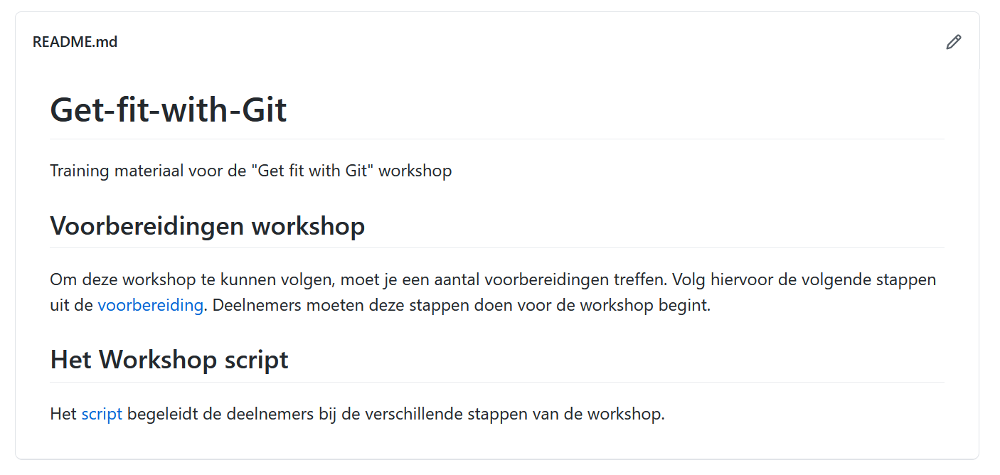 README.md
Get-fit-with-Git
Training materiaal voor de "Get fit with Git" workshop
Voorbereidingen workshop
Om deze workshop te kunnen volgen, moet je een aantal voorbereidingen treffen. Volg hiervoor de volgende stappen
uit de voorbereiding. Deelnemers moeten deze stappen doen voor de workshop begint.
Het Workshop script
Het script begeleidt de deelnemers bij de verschillende stappen van de workshop.